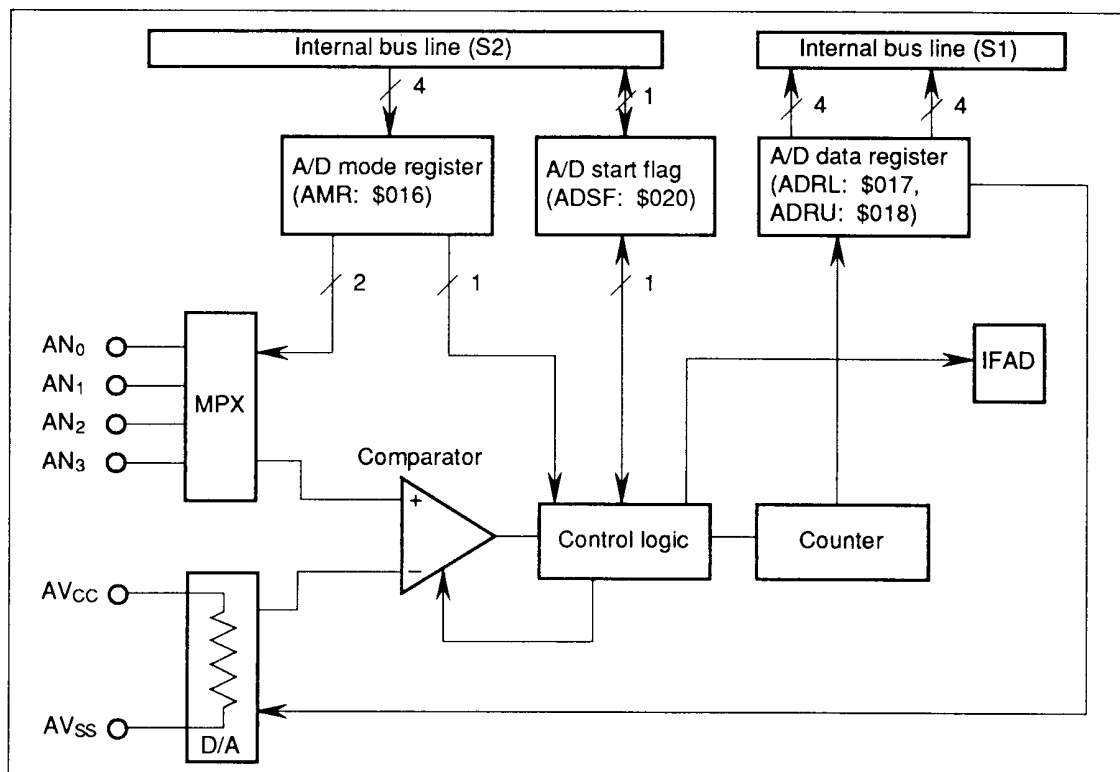 Internal bus line (S2)
Internal bus line (S1)
4
1
4
4
A/D mode register
(AMR: $016)
A/D start flag
(ADSF: $020)
A/D data register
(ADRL: $017,
ADRU: $018)
2
1
1
AN0
AN1
AN2
AN3
MPX
IFAD
Comparator
+
−
Control logic
Counter
AVCC
AVSS
D/A